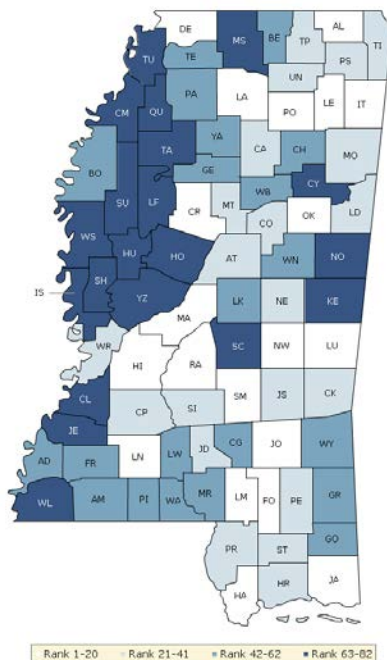 DE
MS
BE
AL
TI
TU
TE
TP
PS
UN
CM
QU
PA
LA
LE
IT
PO
TA
YA
CA
CH
MO
BO
GE
SU
LF
WB
CY
CR
MT
LD
CO
OK
WS
HU
HO
AT
WN
NO
SH
IS
YZ
LK
NE
KE
MA
WR
SC
NW
LU
HI
RA
CL
SM
JS
CK
CP
SI
JE
JO
WY
AD
FR
LN
LW
JD
CG
WL
AM
PI
WA
MR
LM
FO
PE
GR
PR
ST
GO
HA
HR
JA
Rank 1-20 Rank 21-41 Rank 42-62 Rank 63-82